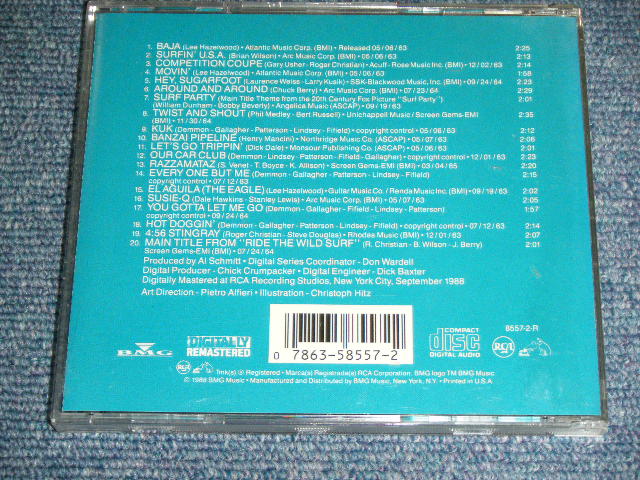 1. BAJA (Lee Hazelwood) • Atlantic Music Corp. (BMI) • Released 05/06/63 2:25
2. SURFIN' U.S.A. (Brian Wilson) • Arc Music Corp. (BMI) • 05/06/63 2:13
3. COMPETITION COUPE (Gary Usher - Roger Christian) • Acuff - Rose Music Inc. (BMI) • 12/02/63 2:14
4. MOVIN' (Lee Hazelwood) • Atlantic Music Corp. (BMI) • 05/06/63 1:58
5. HEY, SUGARFOOT (Laurence Weiss - Larry Kusik) • SSK-Blackwood Music, Inc. (BMI) • 09/24/64 2:23
6. AROUND AND AROUND (Chuck Berry) • Arc Music Corp. (BMI) • 07/23/64 2:29
7. SURF PARTY (Main Title Theme from the 20th Century Fox Picture "Surf Party") 2:01
(William Dunham - Bobby Beverly) • Angelica Music (ASCAP) • 09/19/63
8. TWIST AND SHOUT (Phil Medley - Bert Russell) • Unichappell Music / Screen Gems-EMI
(BMI) • 11/30/64
9. KUK (Demmon - Gallagher - Patterson - Lindsey - Fifield) • copyright control • 05/06/63 2:12
10. BANZAI PIPELINE (Henry Mancini) • Northridge Music Co. (ASCAP) • 05/07/63 2:06
11. LET'S GO TRIPPIN' (Dick Dale) • Monsour Publishing Co. (ASCAP) • 05/06/63 2:11
12. OUR CAR CLUB (Demmon - Lindsey - Patterson - Fifield - Gallagher) • copyright control • 12/01/63 2:23
13. RAZZAMATAZ (S. Venet - T. Boyce - K. Allison) • Screen Gems-EMI (BMI) • 03/04/65 2:20
14. EVERY ONE BUT ME (Demmon - Gallagher - Patterson - Lindsey - Fifield) 2:15
copyright control • 07/12/63
15. EL AGUILA (THE EAGLE) (Lee Hazelwood) • Guitar Music Co. / Renda Music Inc. (BMI) • 09/19/63 2:02
16. SUSIE-Q (Dale Hawkins - Stanley Lewis) • Arc Music Corp. (BMI) • 05/07/63 2:05
17. YOU GOTTA LET ME GO (Demmon - Gallagher - Fifield - Lindsey - Patterson) 1:57
copyright control • 09/24/64
18. HOT DOGGIN' (Demmon - Gallagher - Patterson - Lindsey - Fifield) • copyright control • 07/12/63 2:14
19. 4:56 STINGRAY (Roger Christian - Steve Douglas) • Rhodes Music (BMI) • 12/01/63 2:07
20. MAIN TITLE FROM "RIDE THE WILD SURF" (R. Christian - B. Wilson - J. Berry) 2:01
Screen Gems-EMI (BMI) • 07/24/64
Produced by Al Schmitt • Digital Series Coordinator - Don Wardell
Digital Producer - Chick Crumpacker • Digital Engineer - Dick Baxter
Digitally Mastered at RCA Recording Studios, New York City, September 1988
Art Direction - Pietro Alfieri • Illustration - Christoph Hitz
BMG
DIGITALLY REMASTERED
0 7863-58557-2
COMPACT disc DIGITAL AUDIO
RCA
8557-2-R
RCA Tmk(s) ® Registered • Marca(s) Registrada(s) RCA Corporation. BMG logo TM BMG Music
© 1988 BMG Music • Manufactured and Distributed by BMG Music, New York, N.Y. • Printed in U.S.A.